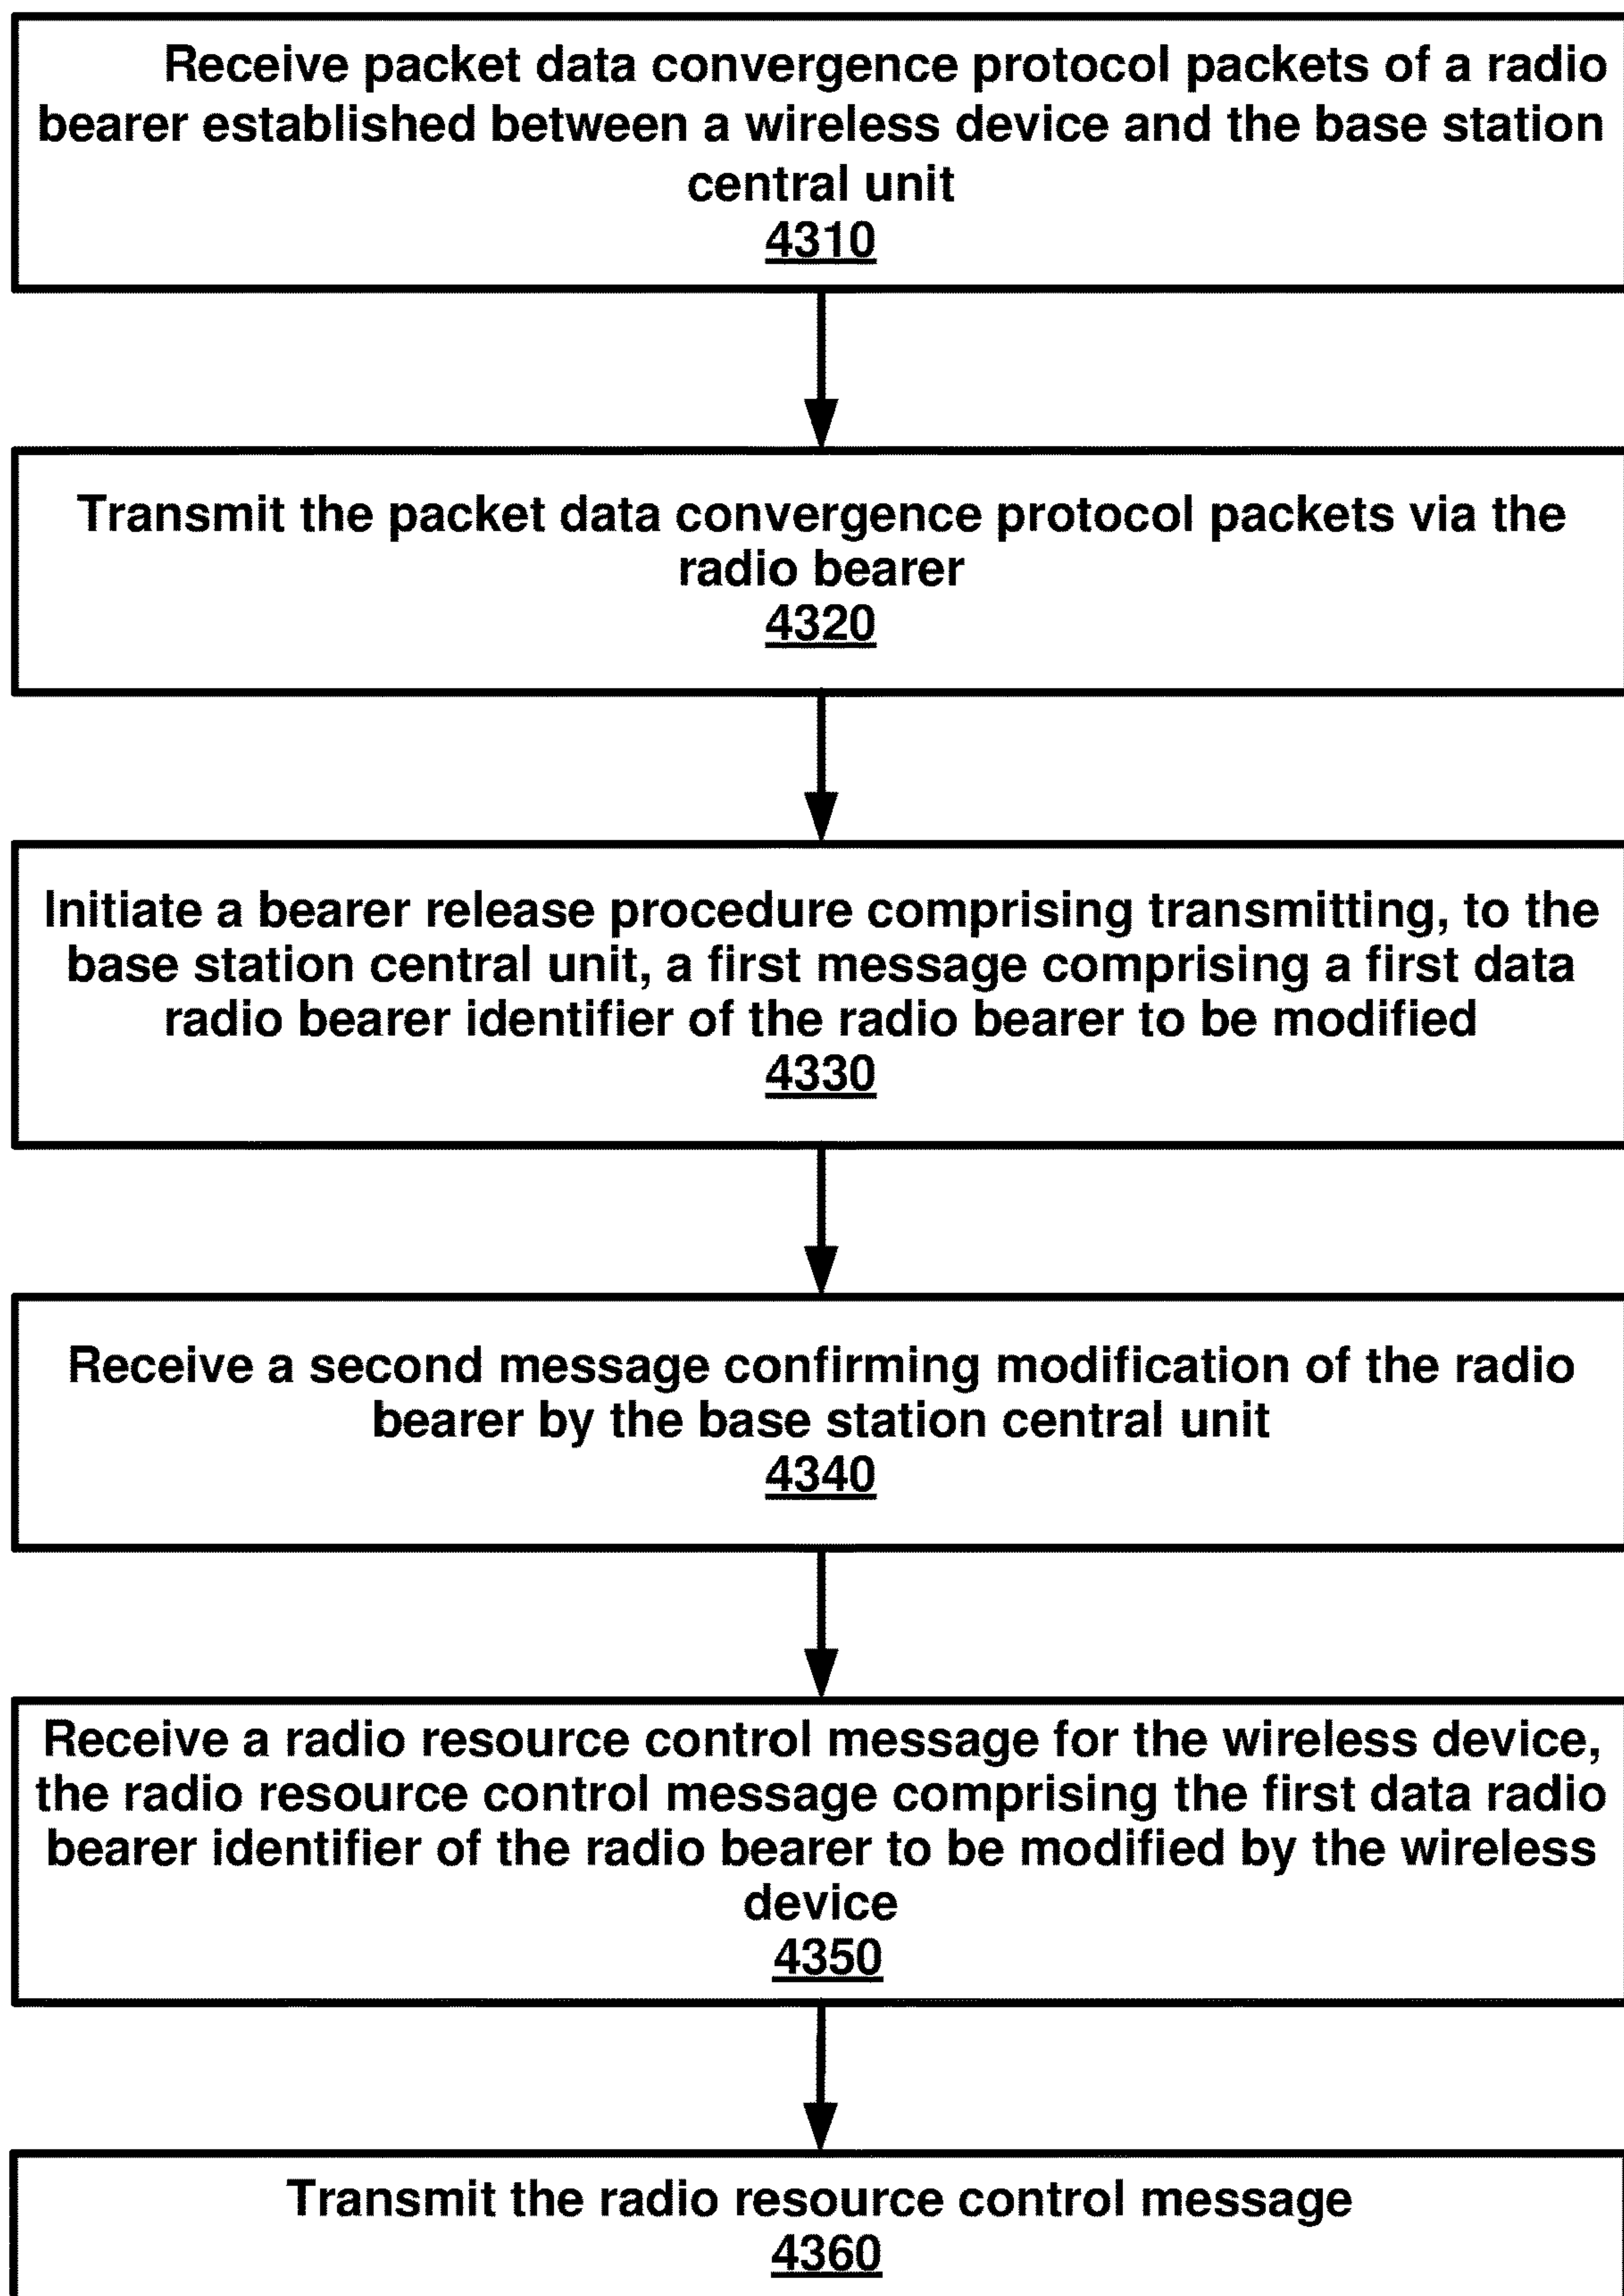 Receive packet data convergence protocol packets of a radio
bearer established between a wireless device and the base station
central unit
4310
Transmit the packet data convergence protocol packets via the
radio bearer
4320
Initiate a bearer release procedure comprising transmitting, to the
base station central unit, a first message comprising a first data
radio bearer identifier of the radio bearer to be modified
4330
Receive a second message confirming modification of the radio
bearer by the base station central unit
4340
Receive a radio resource control message for the wireless device,
the radio resource control message comprising the first data radio
bearer identifier of the radio bearer to be modified by the wireless
device
4350
Transmit the radio resource control message
4360